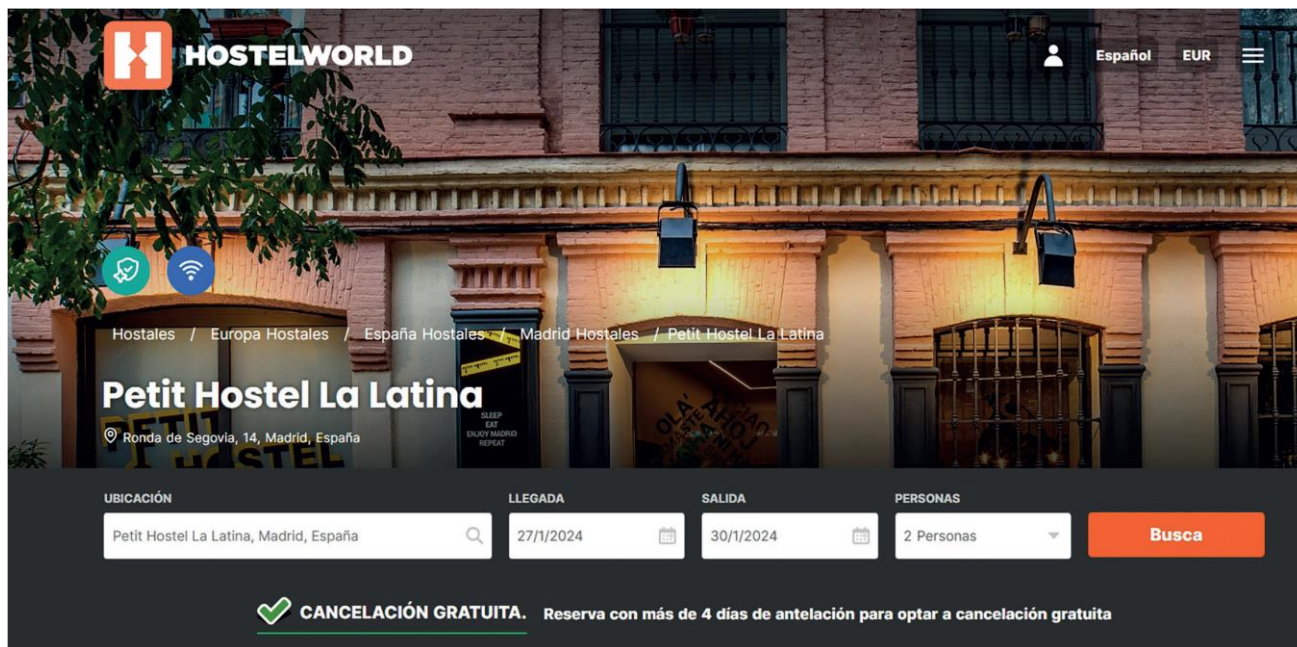 HOSTELWORLD
Español EUR
Hostales / Europa Hostales / España Hostales / Madrid Hostales / Petit Hostel La Latina
Petit Hostel La Latina
SLEEP
EAT
ENJOY MADRID
REPEAT
Ronda de Segovia, 14, Madrid, España
PETIT
HOSTEL
UBICACIÓN LLEGADA SALIDA PERSONAS
Petit Hostel La Latina, Madrid, España 27/1/2024 30/1/2024 2 Personas Busca
CANCELACIÓN GRATUITA. Reserva con más de 4 días de antelación para optar a cancelación gratuita